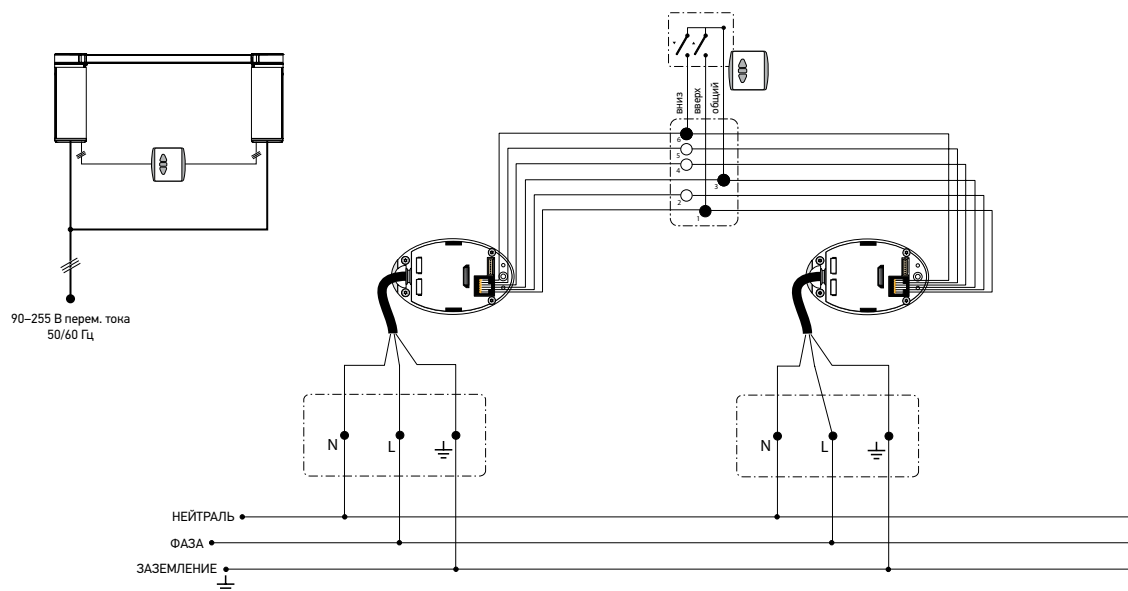 90–255 В перем. тока
50/60 Гц
вниз
вверх
общий
6
5
4
3
2
1
N
L
N
L
НЕЙТРАЛЬ
ФАЗА
ЗАЗЕМЛЕНИЕ